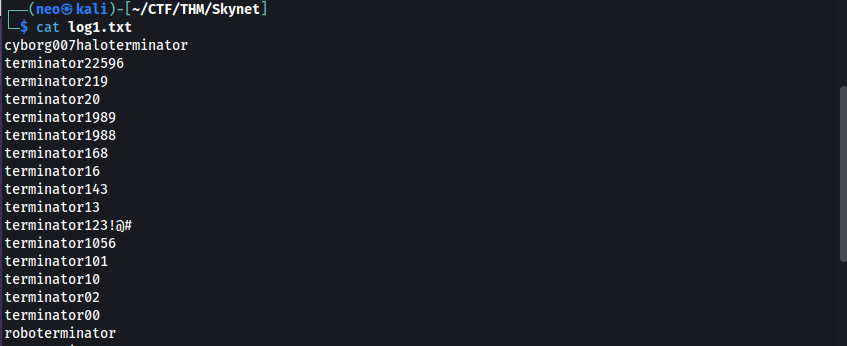 (neo㉿kali)-[~/CTF/THM/Skynet]
$ cat log1.txt
cyborg007haloterminator
terminator22596
terminator219
terminator20
terminator1989
terminator1988
terminator168
terminator16
terminator143
terminator13
terminator123!@#
terminator1056
terminator101
terminator10
terminator02
terminator00
roboterminator